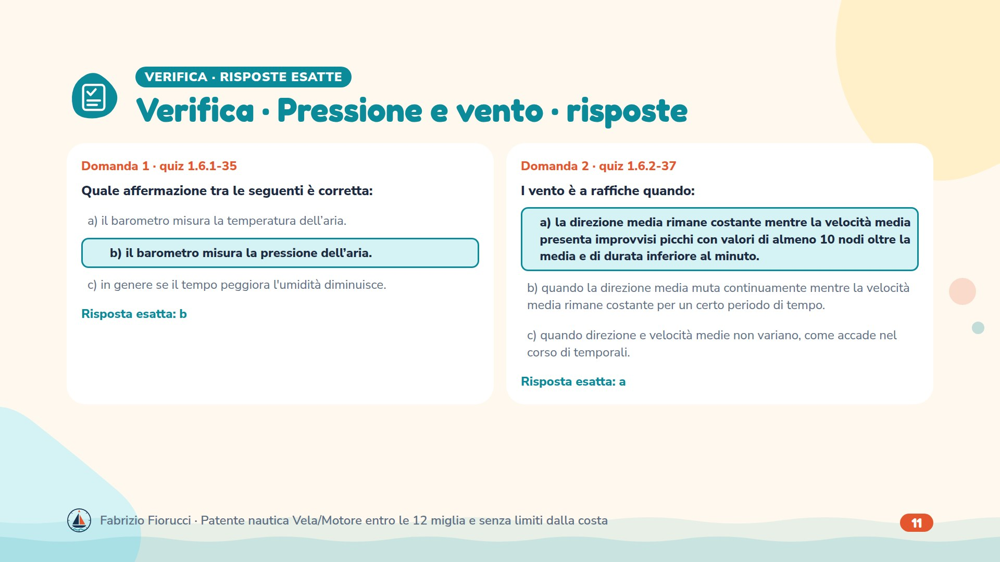 VERIFICA · RISPOSTE ESATTE
Verifica · Pressione e vento · risposte
Domanda 1 · quiz 1.6.1-35
Quale affermazione tra le seguenti è corretta:
a) il barometro misura la temperatura dell’aria.
b) il barometro misura la pressione dell’aria.
c) in genere se il tempo peggiora l'umidità diminuisce.
Risposta esatta: b
Domanda 2 · quiz 1.6.2-37
I vento è a raffiche quando:
a) la direzione media rimane costante mentre la velocità media
presenta improvvisi picchi con valori di almeno 10 nodi oltre la
media e di durata inferiore al minuto.
b) quando la direzione media muta continuamente mentre la velocità
media rimane costante per un certo periodo di tempo.
c) quando direzione e velocità medie non variano, come accade nel
corso di temporali.
Risposta esatta: a
Fabrizio Fiorucci · Patente nautica Vela/Motore entro le 12 miglia e senza limiti dalla costa
11